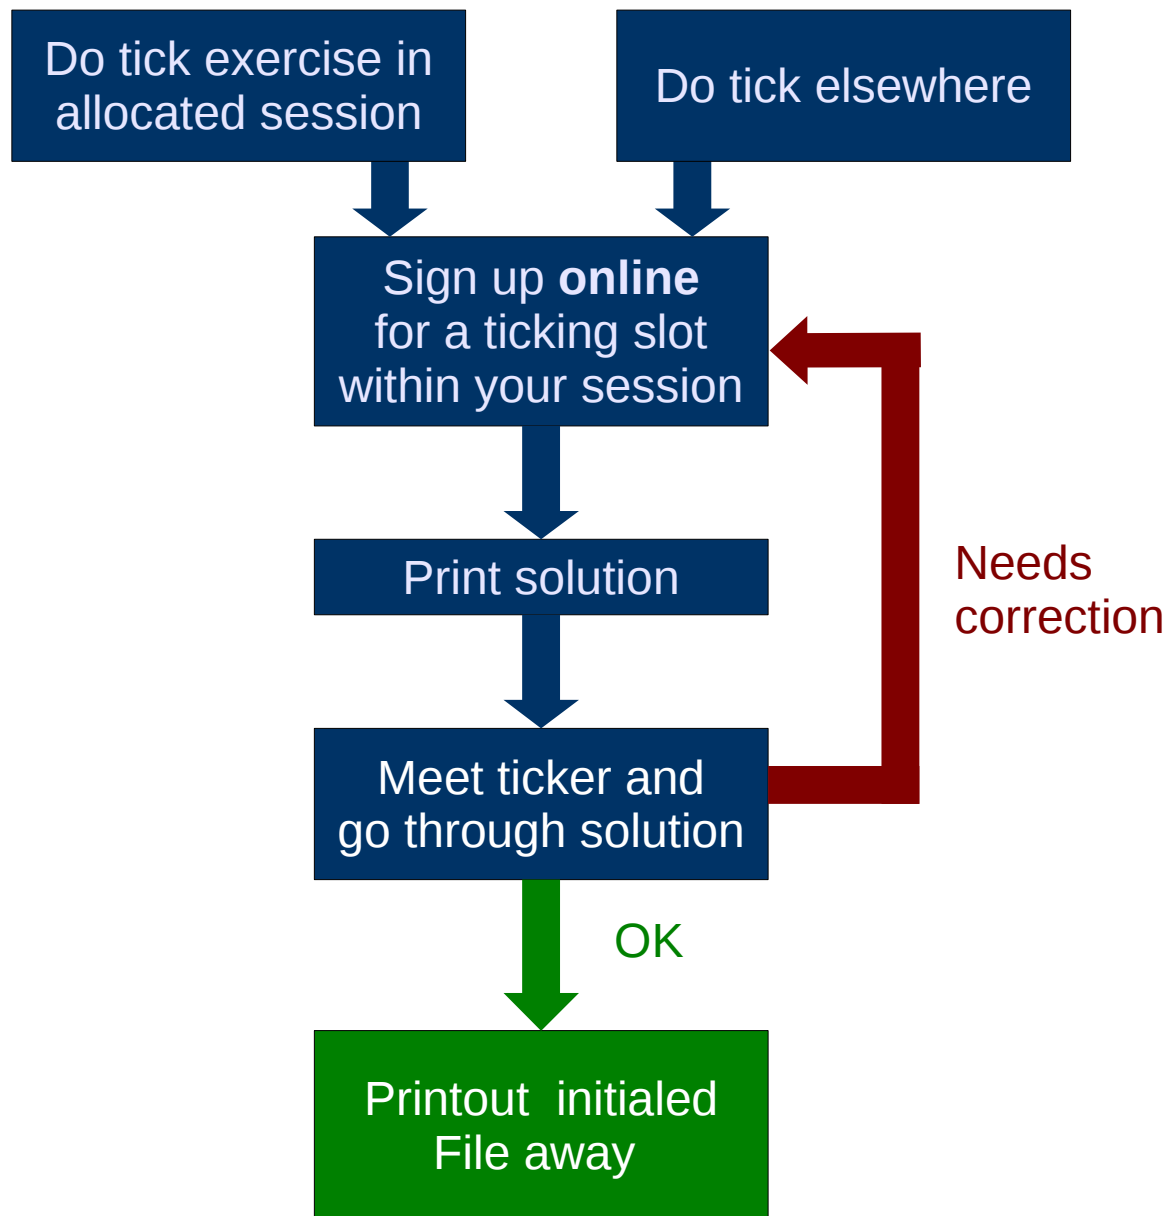 Do tick exercise in
allocated session
Do tick elsewhere
Sign up online
for a ticking slot
within your session
Print solution
Needs
correction
Meet ticker and
go through solution
OK
Printout  initialed
File away